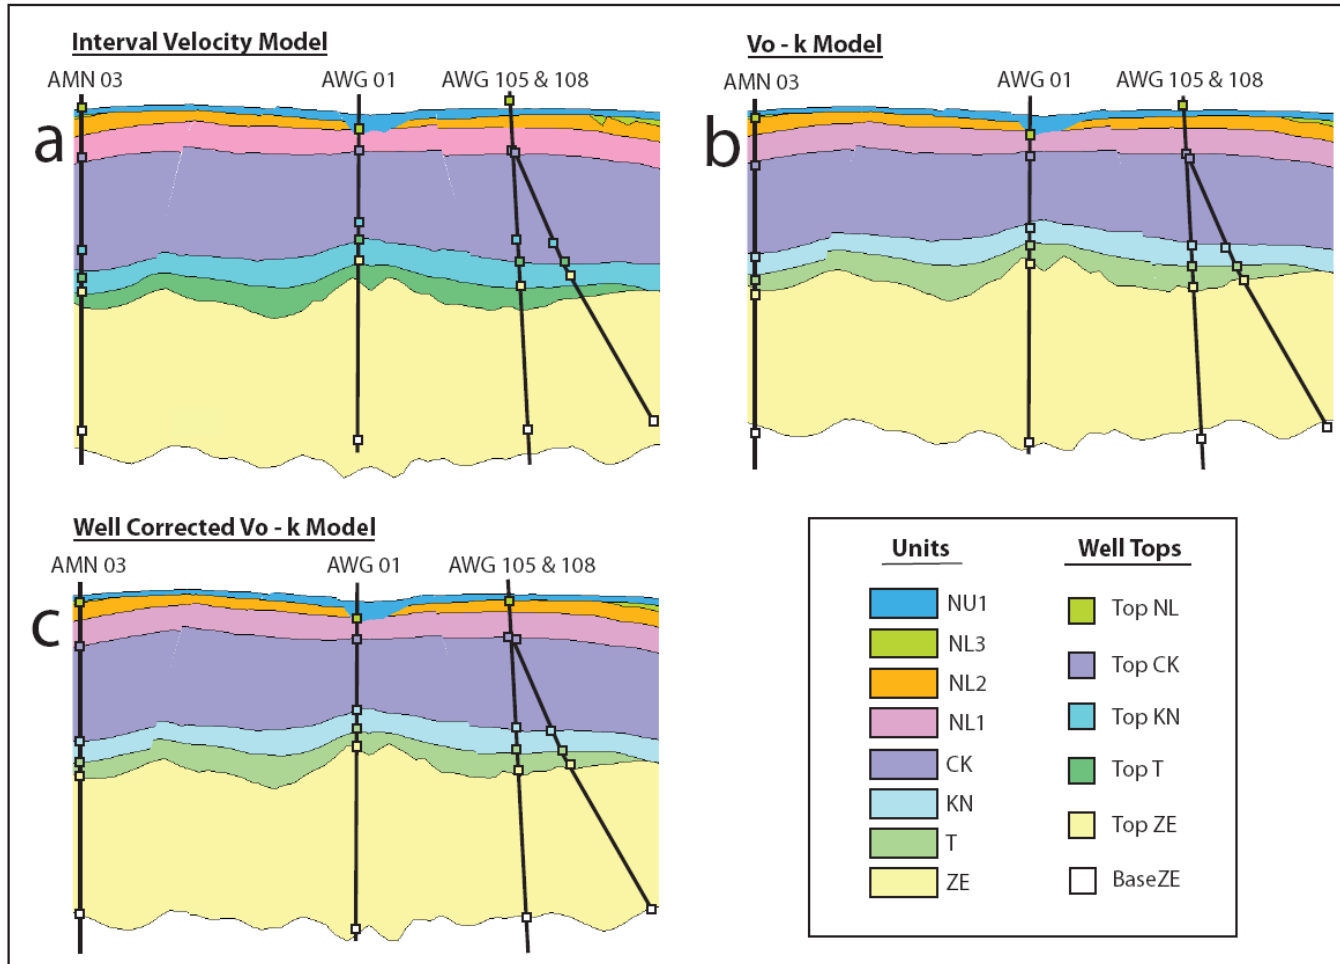 Interval Velocity Model
AMN 03
AWG 01
AWG 105 & 108
a
Vo - k Model
AMN 03
AWG 01
AWG 105 & 108
b
Well Corrected Vo - k Model
AMN 03
AWG 01
AWG 105 & 108
c
Units
NU1
NL3
NL2
NL1
CK
KN
T
ZE
Well Tops
Top NL
Top CK
Top KN
Top T
Top ZE
BaseZE